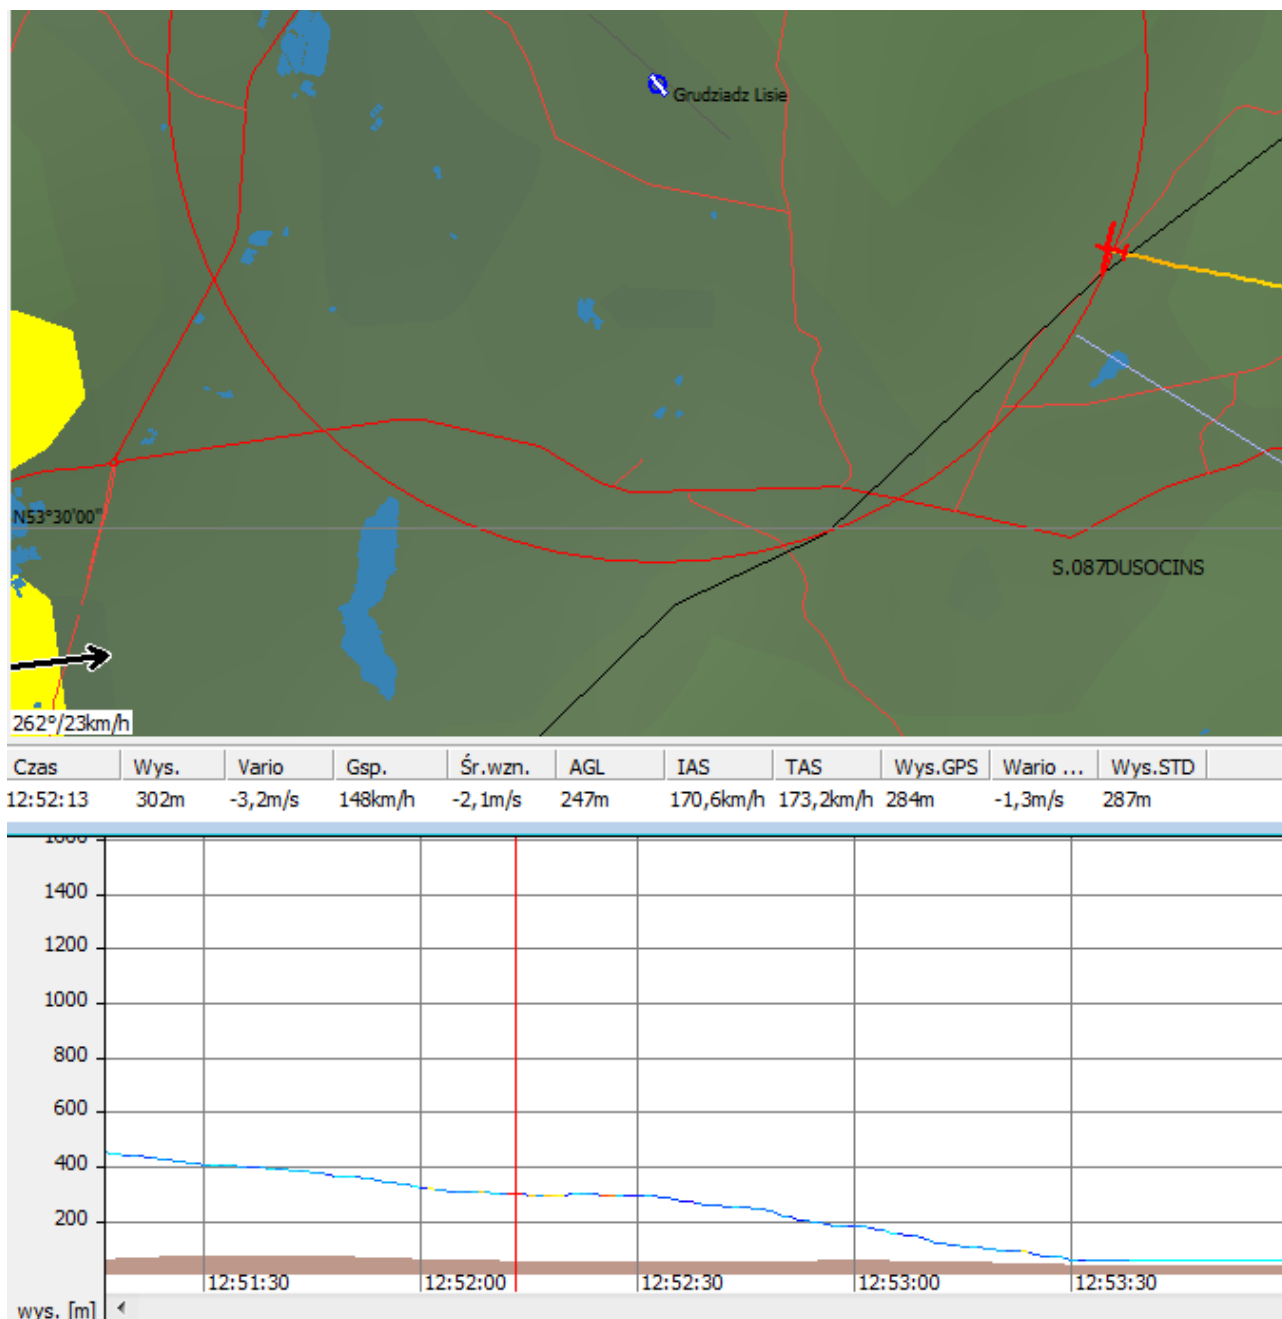 Grudziadz Lisie
N53°30'00"
S.087DUSOCINS
262°/23km/h
Czas Wys. Vario Gsp. Śr.wzn. AGL IAS TAS Wys.GPS Wario ... Wys.STD
12:52:13 302m -3,2m/s 148km/h -2,1m/s 247m 170,6km/h 173,2km/h 284m -1,3m/s 287m
1600
1400
1200
1000
800
600
400
200
12:51:30 12:52:00 12:52:30 12:53:00 12:53:30
wys. [m]